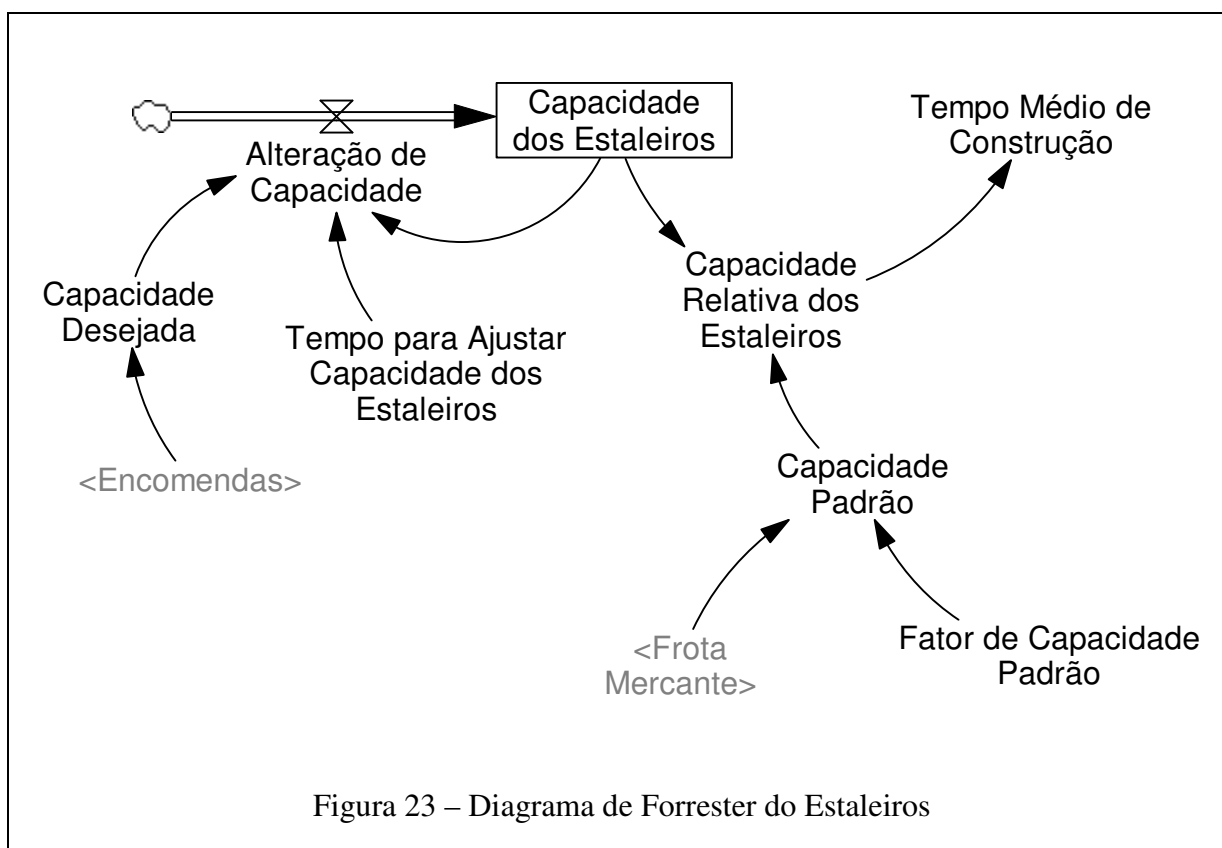 Capacidade
dos Estaleiros
Tempo Médio de
Construção
Alteração de
Capacidade
Capacidade
Relativa dos
Estaleiros
Capacidade
Desejada
Tempo para Ajustar
Capacidade dos
Estaleiros
<Encomendas>
Capacidade
Padrão
<Frota
Mercante>
Fator de Capacidade
Padrão
Figura 23 – Diagrama de Forrester do Estaleiros